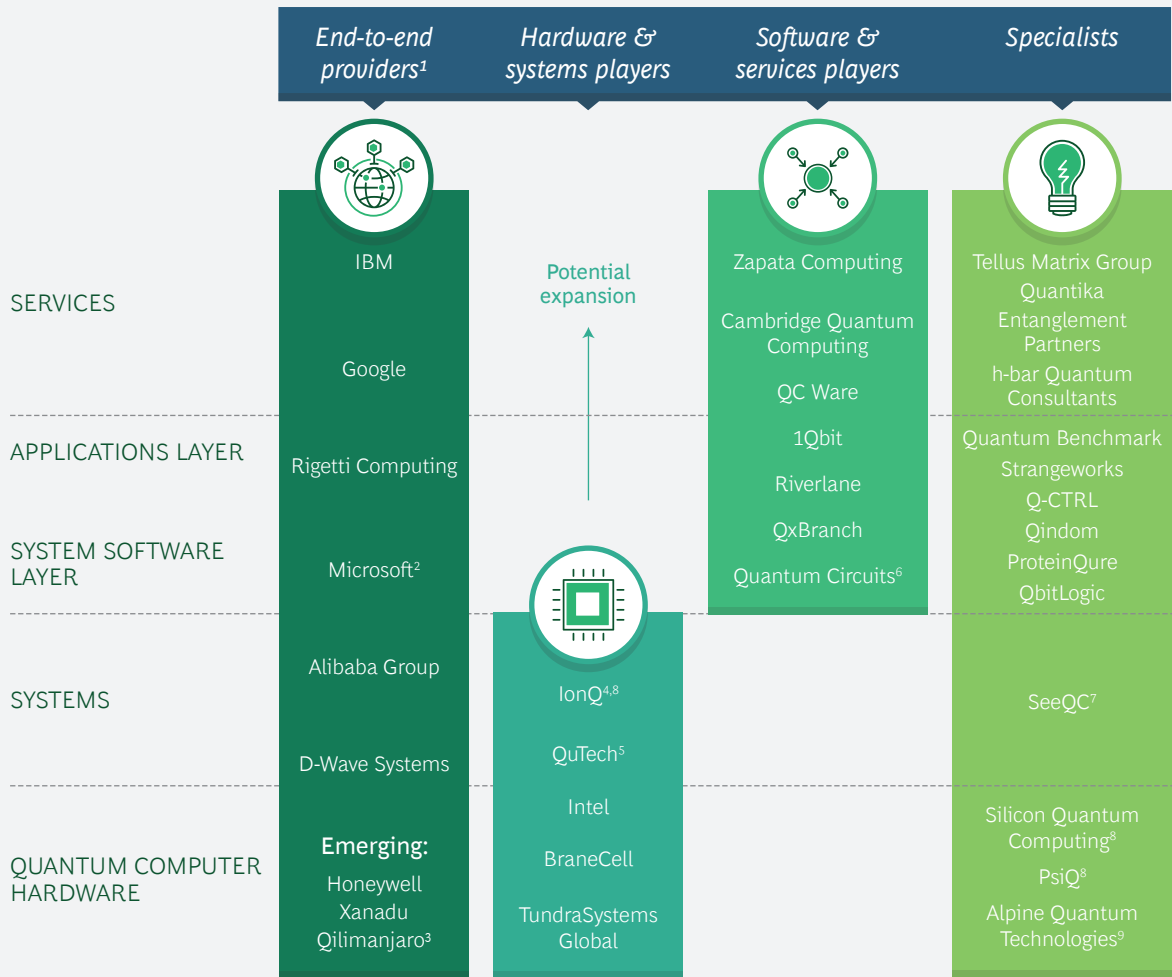 End-to-end
providers¹
Hardware &
systems players
Software &
services players
Specialists
SERVICES
APPLICATIONS LAYER
SYSTEM SOFTWARE
LAYER
SYSTEMS
QUANTUM COMPUTER
HARDWARE
IBM
Google
Rigetti Computing
Microsoft²
Alibaba Group
D-Wave Systems
Emerging:
Honeywell
Xanadu
Qilimanjaro³
Potential
expansion
IonQ⁴,⁸
QuTech⁵
Intel
BraneCell
TundraSystems
Global
Zapata Computing
Cambridge Quantum
Computing
QC Ware
1Qbit
Riverlane
QxBranch
Quantum Circuits⁶
Tellus Matrix Group
Quantika
Entanglement
Partners
h-bar Quantum
Consultants
Quantum Benchmark
Strangeworks
Q-CTRL
Qindom
ProteinQure
QbitLogic
SeeQC⁷
Silicon Quantum
Computing⁸
PsiQ⁸
Alpine Quantum
Technologies⁹